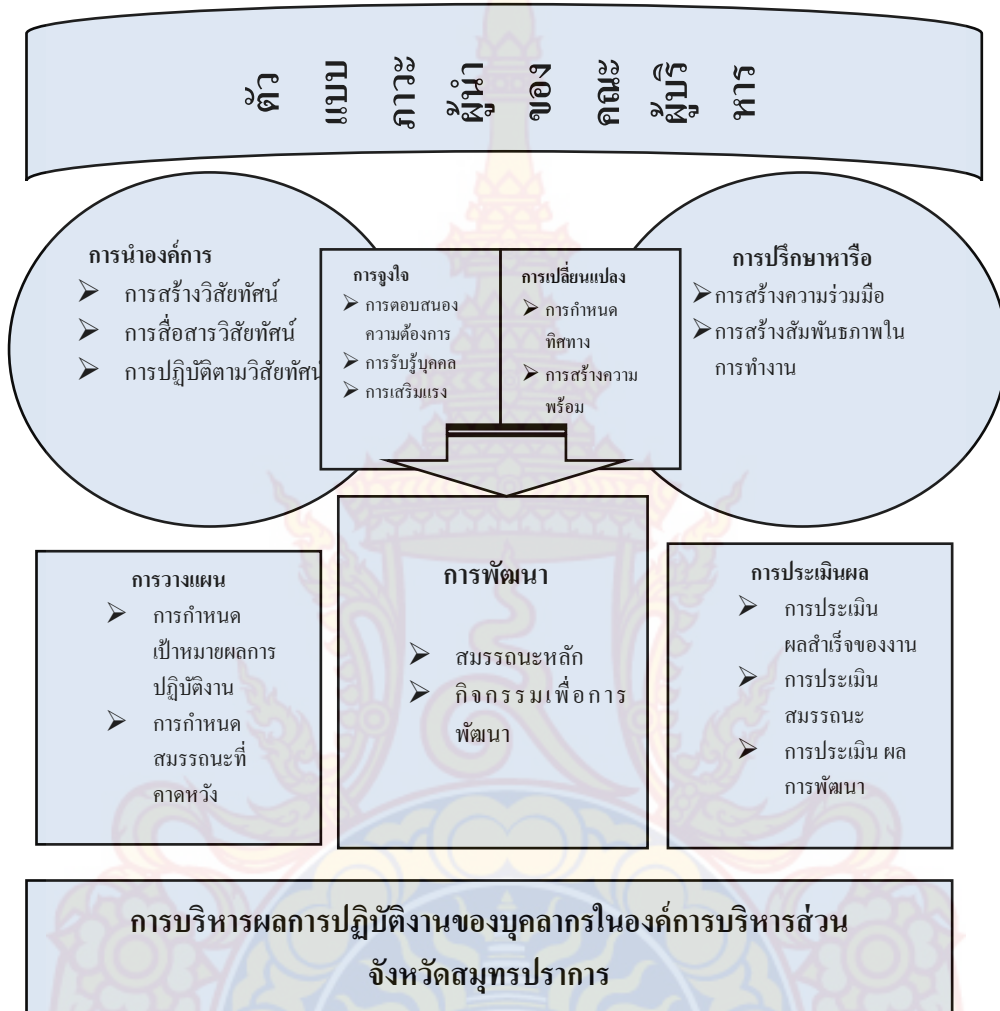 ตัว แบบ ภาวะ ผู้นำ ของ คณะ ผู้บริ หาร
การนำองค์การ
➢ การสร้างวิสัยทัศน์
➢ การสื่อสารวิสัยทัศน์
➢ การปฏิบัติตามวิสัยทัศน์
การจูงใจ
➢ การตอบสนอง
ความต้องการ
➢ การรับรู้บุคคล
➢ การเสริมแรง
การเปลี่ยนแปลง
➢ การกำหนด
ทิศทาง
➢ การสร้างความ
พร้อม
การปรึกษาหารือ
➢ การสร้างความร่วมมือ
➢ การสร้างสัมพันธภาพใน
การทำงาน
การวางแผน
➢ การกำหนด
เป้าหมายผลการ
ปฏิบัติงาน
➢ การกำหนด
สมรรถนะที่
คาดหวัง
การพัฒนา
➢ สมรรถนะหลัก
➢ กิจกรรมเพื่อการ
พัฒนา
การประเมินผล
➢ การประเมิน
ผลสำเร็จของงาน
➢ การประเมิน
สมรรถนะ
➢ การประเมิน ผล
การพัฒนา
การบริหารผลการปฏิบัติงานของบุคลากรในองค์การบริหารส่วน
จังหวัดสมุทรปราการ